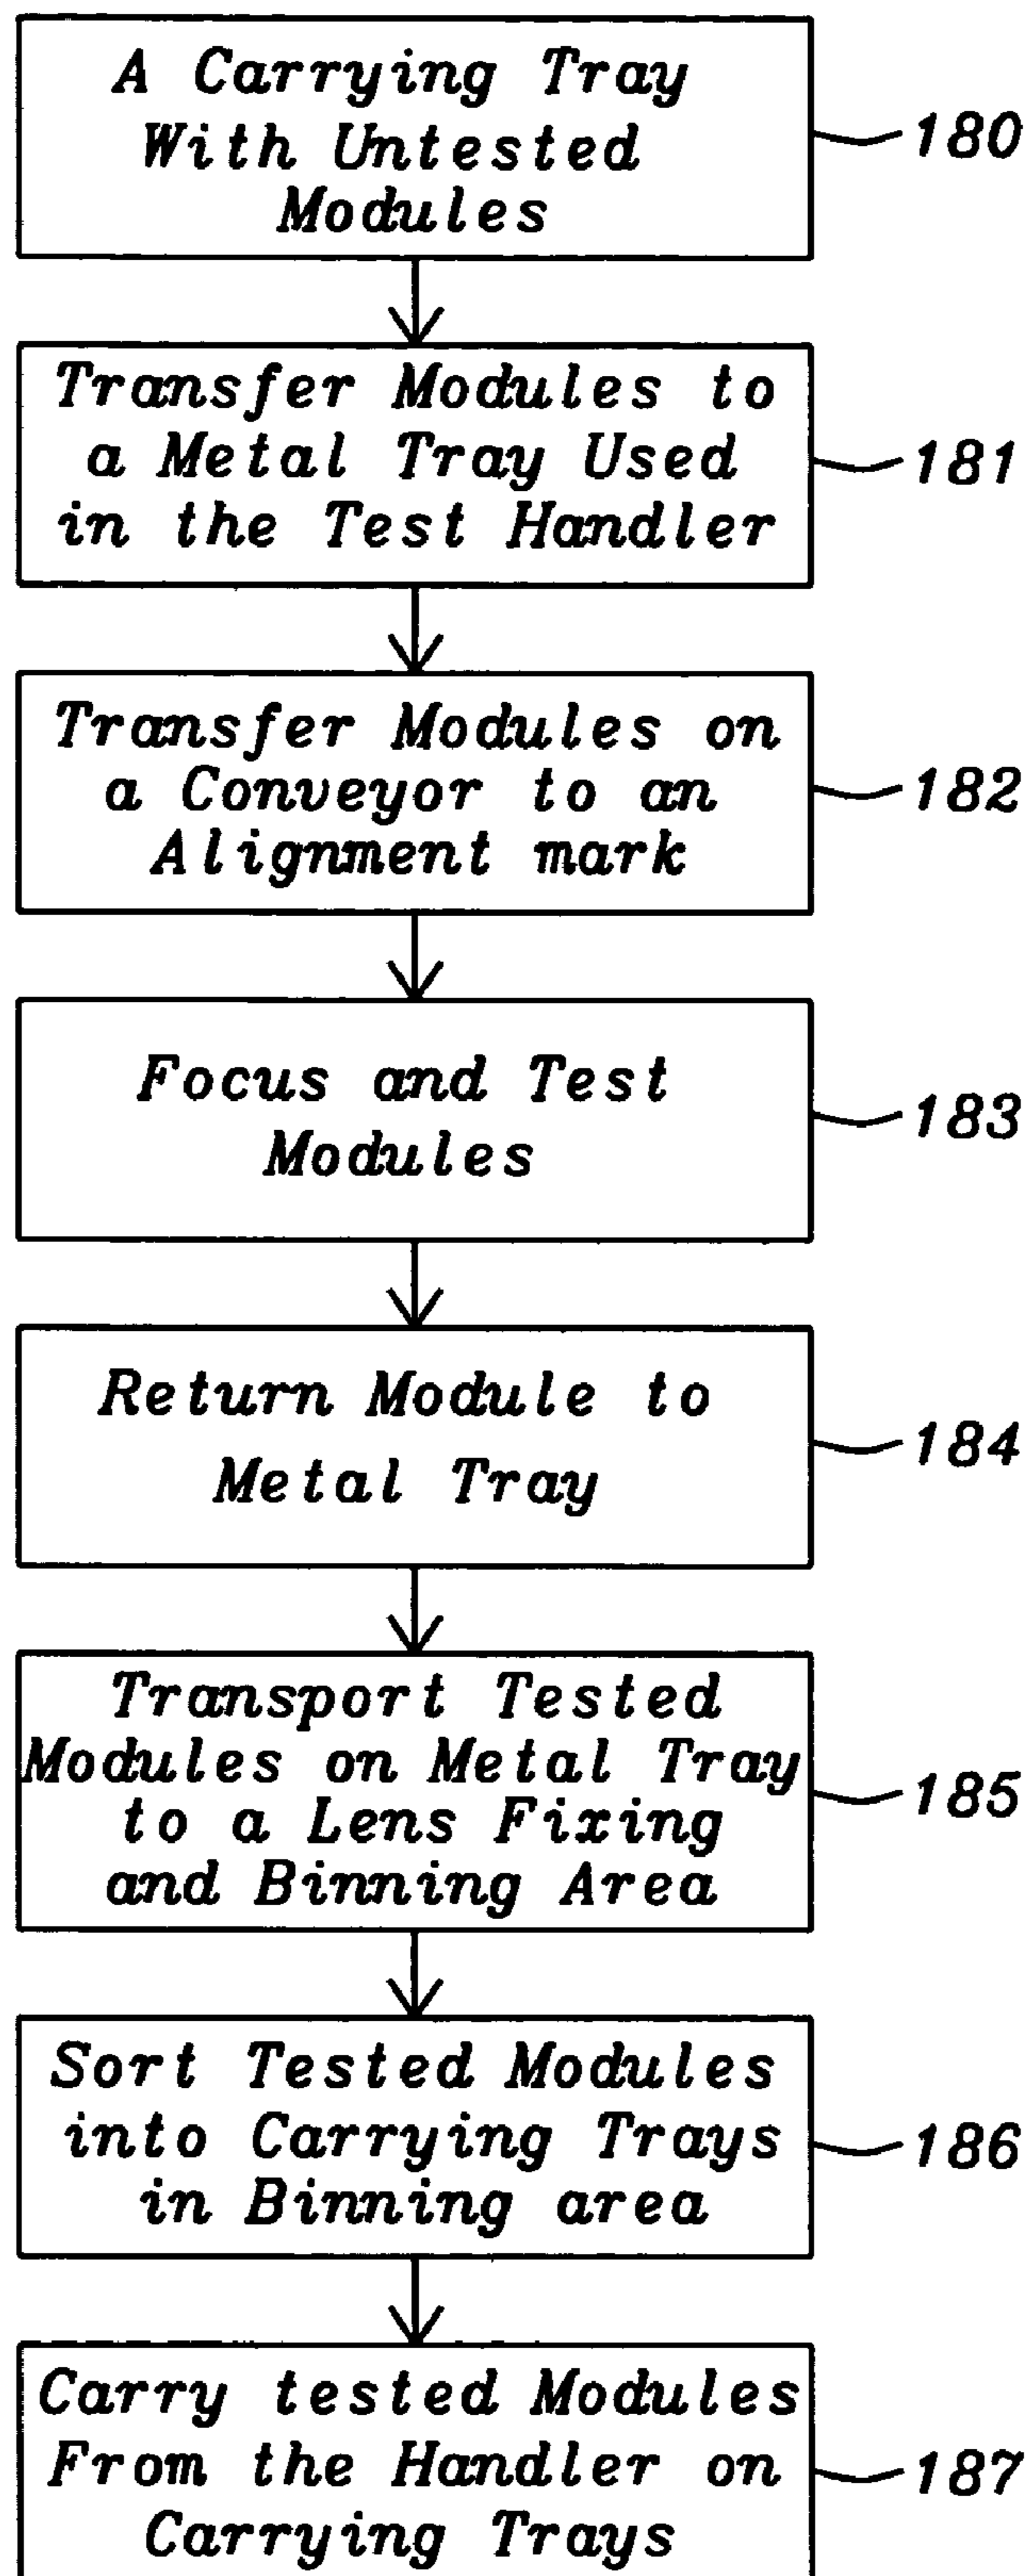 A Carrying Tray
With Untested
Modules
180
Transfer Modules to
a Metal Tray Used
in the Test Handler
181
Transfer Modules on
a Conveyor to an
Alignment mark
182
Focus and Test
Modules
183
Return Module to
Metal Tray
184
Transport Tested
Modules on Metal Tray
to a Lens Fixing
and Binning Area
185
Sort Tested Modules
into Carrying Trays
in Binning area
186
Carry tested Modules
From the Handler on
Carrying Trays
187